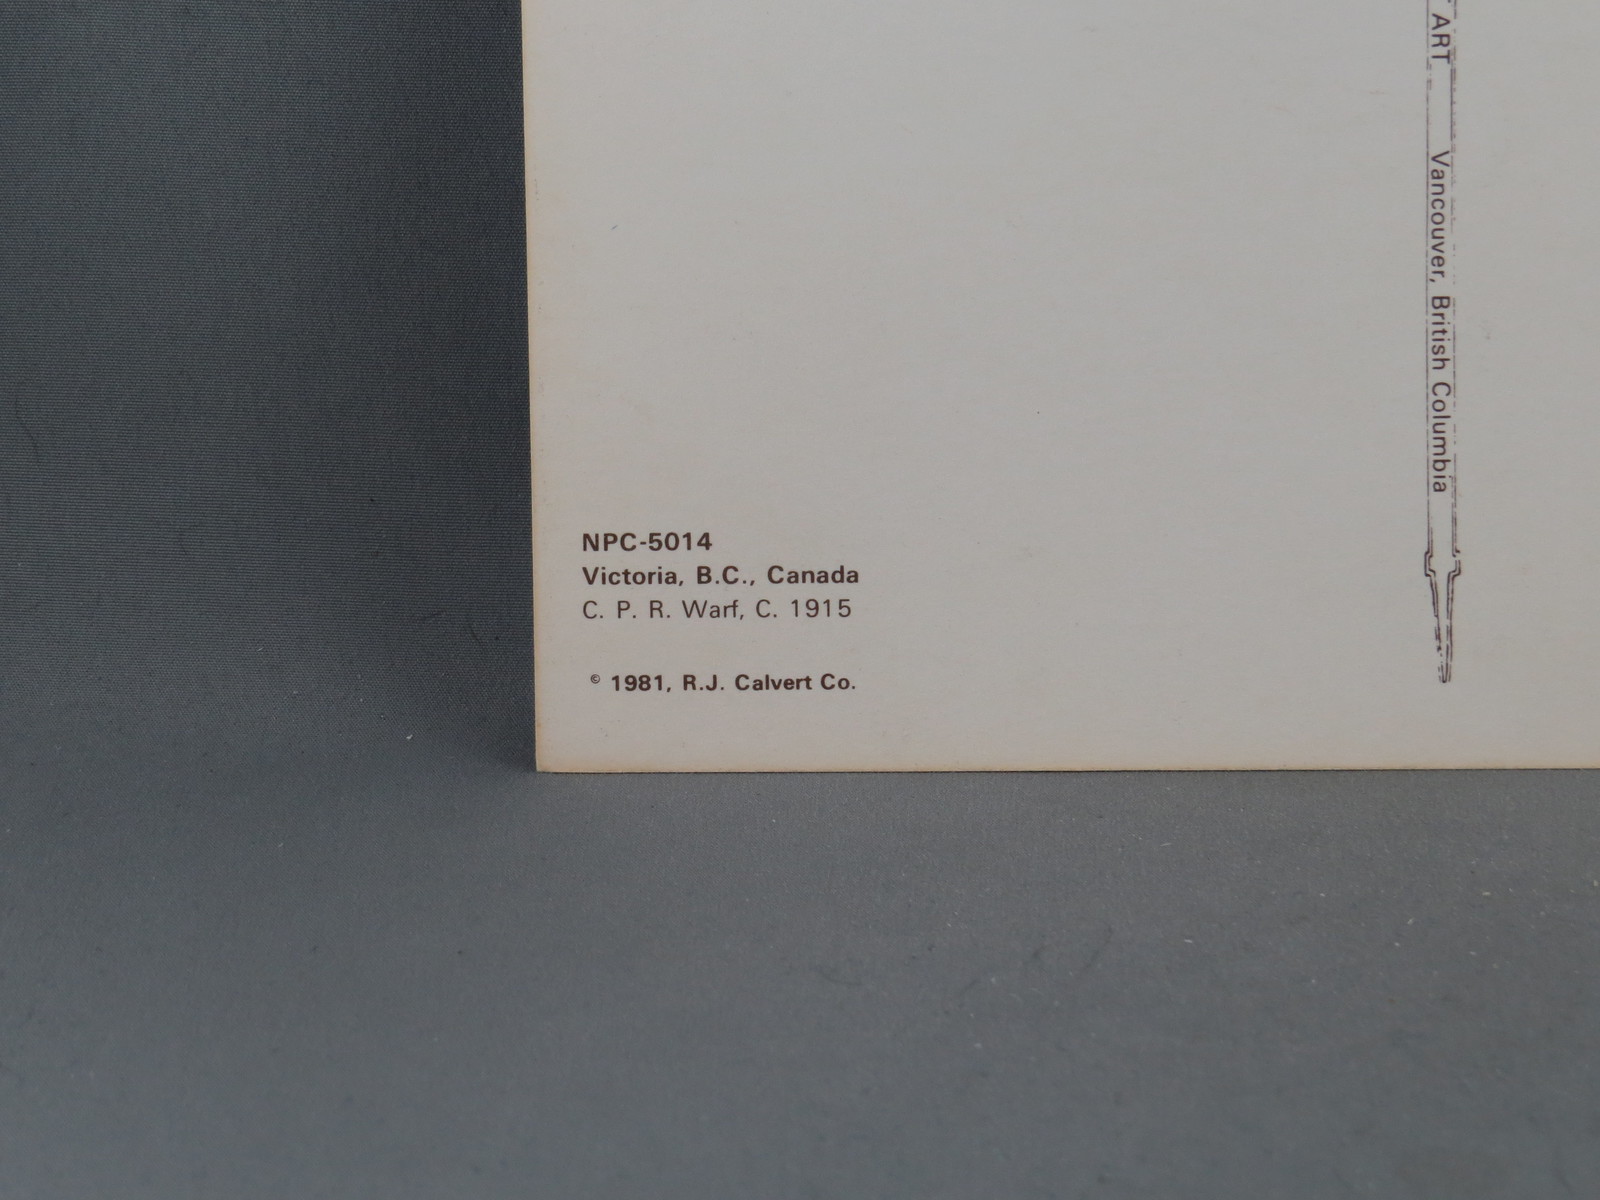 NPC-5014
Victoria, B.C., Canada
C. P. R. Warf, C. 1915
© 1981, R.J. Calvert Co.
ART Vancouver, British Columbia